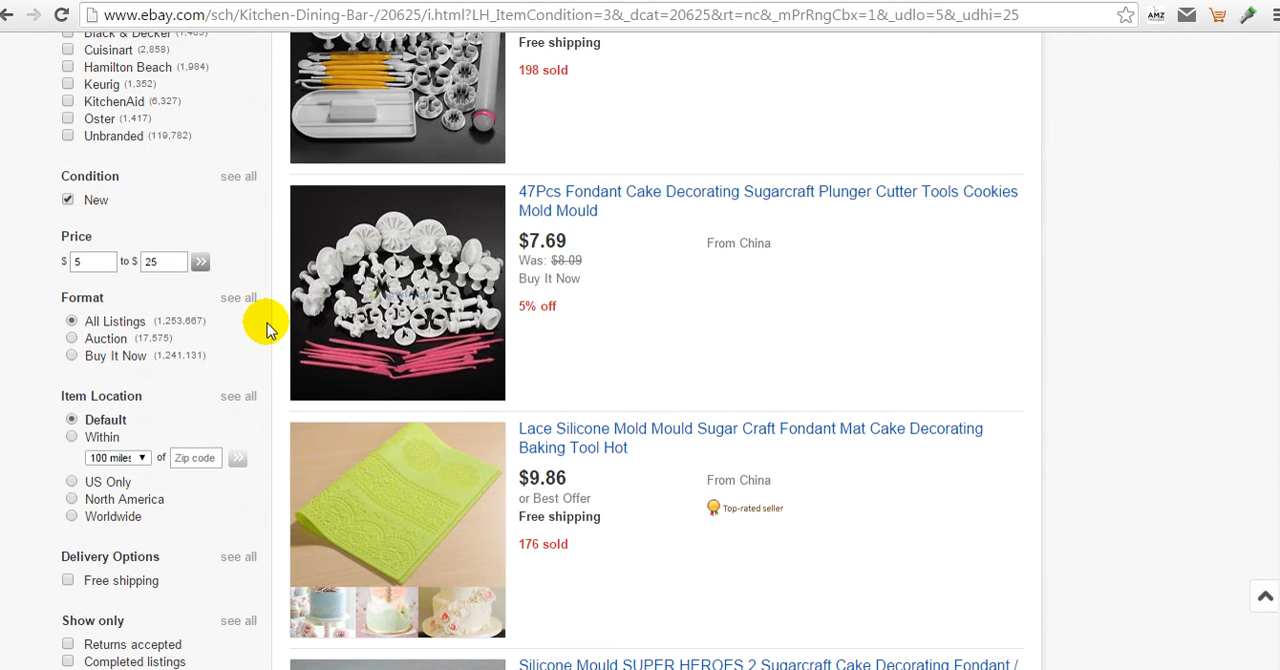 www.ebay.com/sch/Kitchen-Dining-Bar-/20625/i.html?LH_ItemCondition=3&_dcat=20625&rt=nc&_mPrRngCbx=1&_udlo=5&_udhi=25
AMZ
Black & Decker (1,485)
Cuisinart (2,858)
Hamilton Beach (1,984)
Keurig (1,352)
KitchenAid (6,327)
Oster (1,417)
Unbranded (119,782)
Condition see all
New
Price
$ 5 to $ 25
Format see all
All Listings (1,253,667)
Auction (17,575)
Buy It Now (1,241,131)
Item Location see all
Default
Within
100 miles of Zip code
US Only
North America
Worldwide
Delivery Options see all
Free shipping
Show only see all
Returns accepted
Completed listings
Free shipping
198 sold
47Pcs Fondant Cake Decorating Sugarcraft Plunger Cutter Tools Cookies
Mold Mould
$7.69 From China
Was: $8.09
Buy It Now
5% off
Lace Silicone Mold Mould Sugar Craft Fondant Mat Cake Decorating
Baking Tool Hot
$9.86 From China
or Best Offer
Free shipping Top-rated seller
176 sold
Silicone Mould SUPER HEROES 2 Sugarcraft Cake Decorating Fondant /